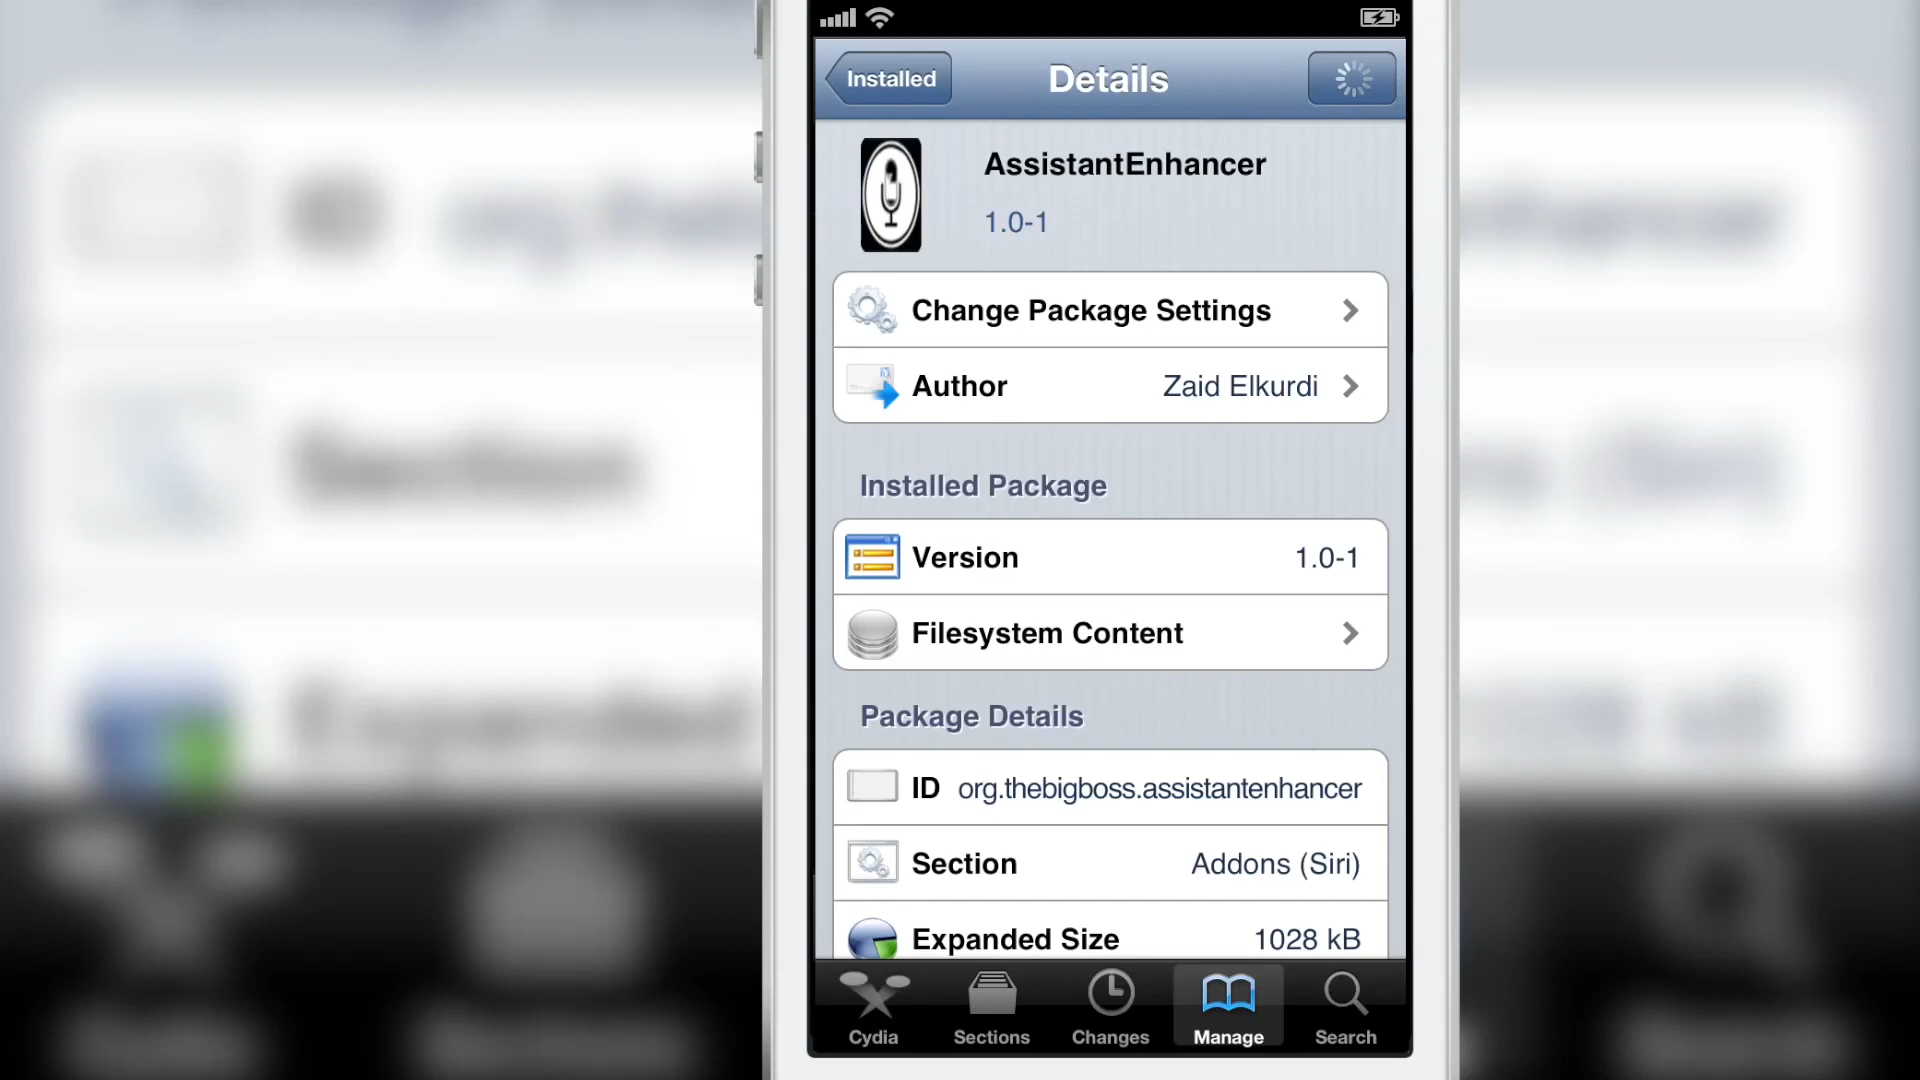 Installed
Details
AssistantEnhancer
1.0-1
Change Package Settings
Author Zaid Elkurdi
Installed Package
Version 1.0-1
Filesystem Content
Package Details
ID org.thebigboss.assistantenhancer
Section Addons (Siri)
Expanded Size 1028 kB
Cydia
Sections
Changes
Manage
Search